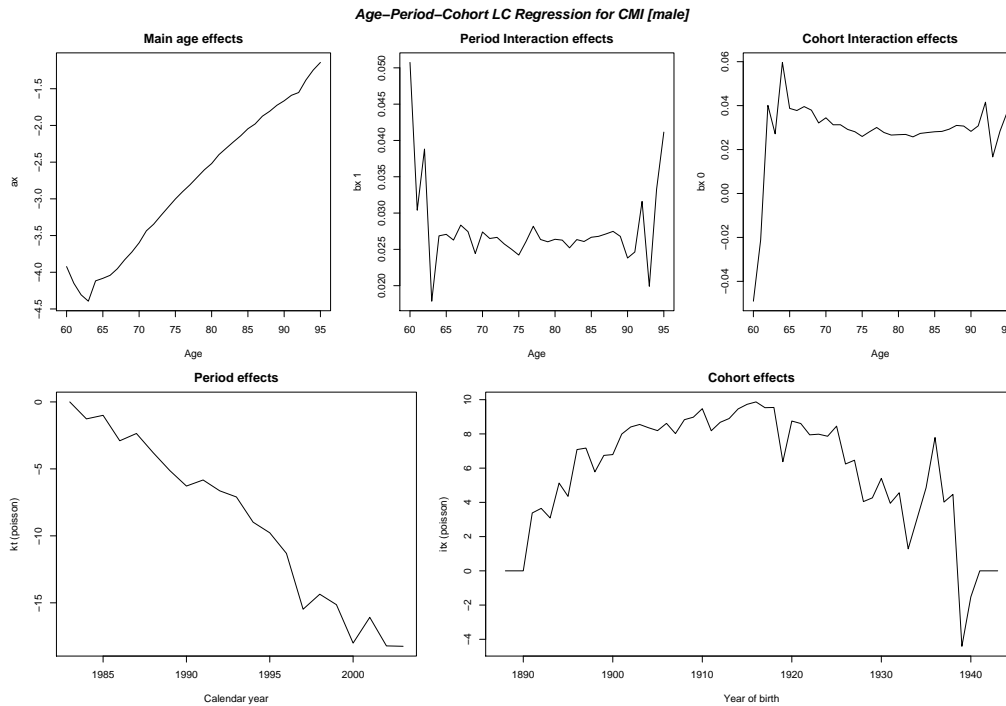 Age–Period–Cohort LC Regression for CMI [male]
Main age effects
ax
−1.5
−2.0
−2.5
−3.0
−3.5
−4.0
−4.5
60 65 70 75 80 85 90 95
Age
Period Interaction effects
bx 1
0.050
0.045
0.040
0.035
0.030
0.025
0.020
60 65 70 75 80 85 90 95
Age
Cohort Interaction effects
bx 0
0.06
0.04
0.02
0.00
−0.02
−0.04
60 65 70 75 80 85 90
Age
Period effects
kt (poisson)
0
−5
−10
−15
1985 1990 1995 2000
Calendar year
Cohort effects
itx (poisson)
10
8
6
4
2
0
−2
−4
1890 1900 1910 1920 1930 1940
Year of birth